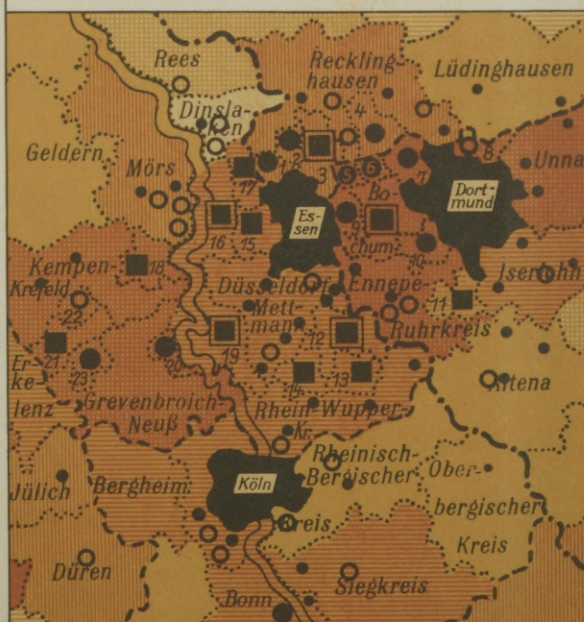 Rees
Reckling-
hausen
Lüdinghausen
Dinsla-
ken
4
Geldern
Mörs
1
2
3
5
6
7
8
Unna
17
Dort-
mund
Es-
sen
Bo-
chum
9
10
16
15
Kempen-
Krefeld
18
22
Düsseldorf-
Mett-
mann
Ennepe-
Ruhrkreis
11
Iserlohn
12
19
20
21
23
Er-
ke-
lenz
14
13
Altena
Grevenbroich-
Neuß
Rhein-Wupper-
Kr.
Jülich
Bergheim
Köln
Rheinisch-
Bergischer
Kreis
Ober-
bergischer
Kreis
Düren
Siegkreis
Bonn